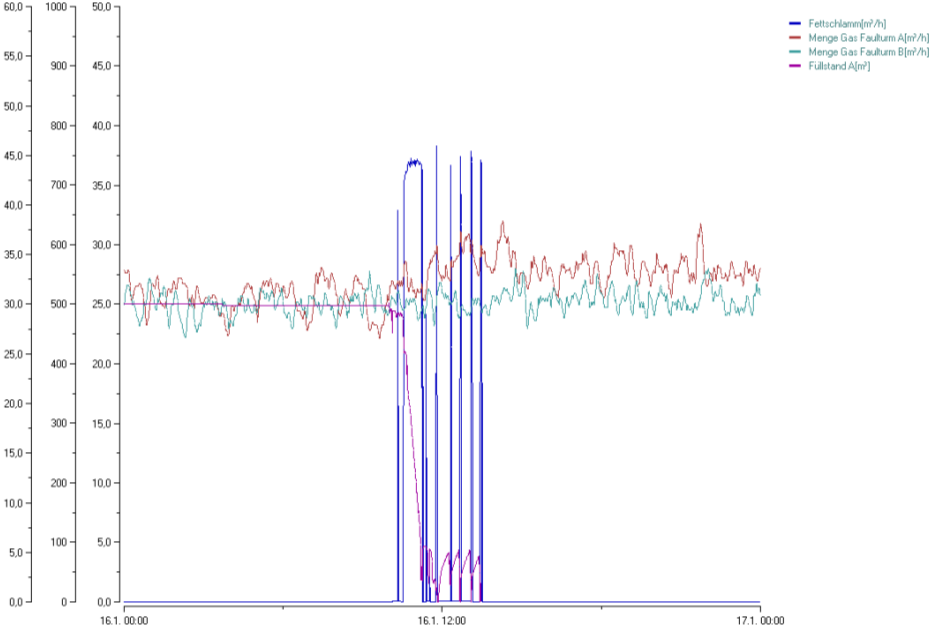 60,0 1000 50,0
55,0 900 45,0
50,0 800 40,0
45,0 700 35,0
40,0 600 30,0
35,0
30,0 500 25,0
25,0 400 20,0
20,0 300 15,0
15,0 200 10,0
10,0
5,0 100 5,0
0,0 0 0,0
16.1. 00:00 16.1. 12:00 17.1. 00:00
Fettschlamm[m³/h]
Menge Gas Faulturm A[m³/h]
Menge Gas Faulturm B[m³/h]
Füllstand A[m³]